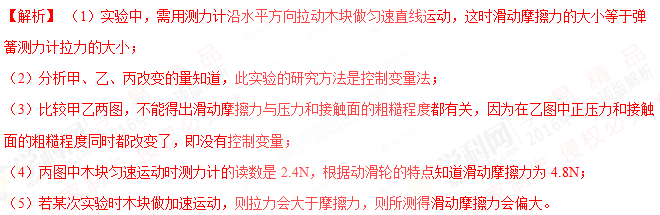 【解析】（1）实验中，需用测力计沿水平方向拉动木块做匀速直线运动，这时滑动摩擦力的大小等于弹
簧测力计拉力的大小；
（2）分析甲、乙、丙改变的量知道，此实验的研究方法是控制变量法；
（3）比较甲乙两图，不能得出滑动摩擦力与压力和接触面的粗糙程度都有关，因为在乙图中正压力和接触
面的粗糙程度同时都改变了，即没有控制变量；
（4）丙图中木块匀速运动时测力计的读数是 2.4N，根据动滑轮的特点知道滑动摩擦力为 4.8N；
（5）若某次实验时木块做加速运动，则拉力会大于摩擦力，则所测得滑动摩擦力会偏大。